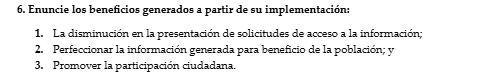 6. Enuncie los beneficios generados a partir de su implementación:
1. La disminución en la presentación de solicitudes de acceso a la información;
2. Perfeccionar la información generada para beneficio de la población; y
3. Promover la participación ciudadana.